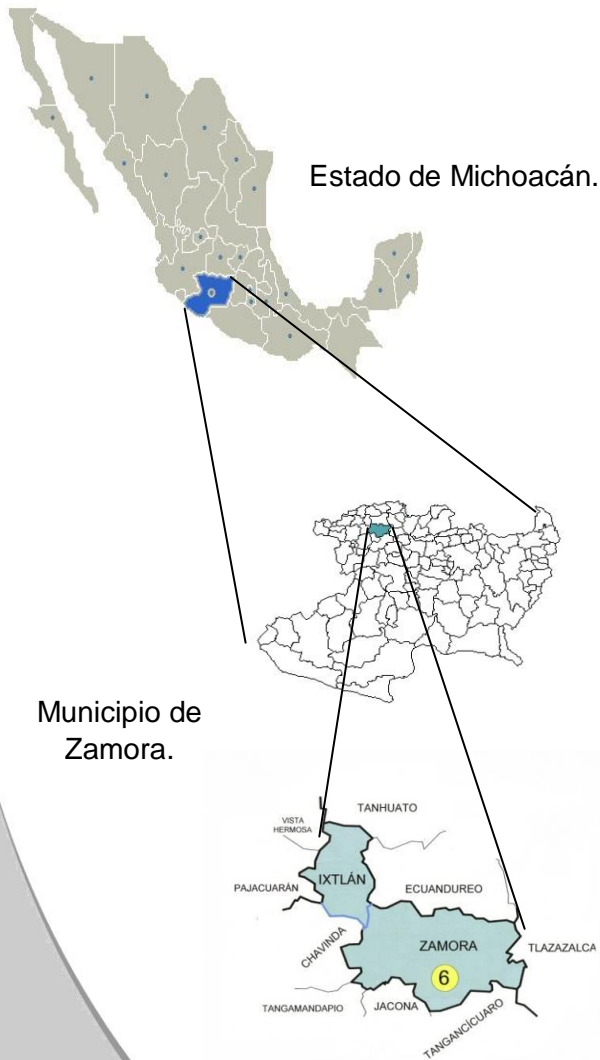 Estado de Michoacán.
Municipio de
Zamora.
TANHUATO
VISTA
HERMOSA
IXTLÁN
PAJACUARÁN
ECUANDUREO
CHAVINDA
ZAMORA
TLAZAZALCA
6
TANGAMANDAPIO
JACONA
TANGANCÍCUARO